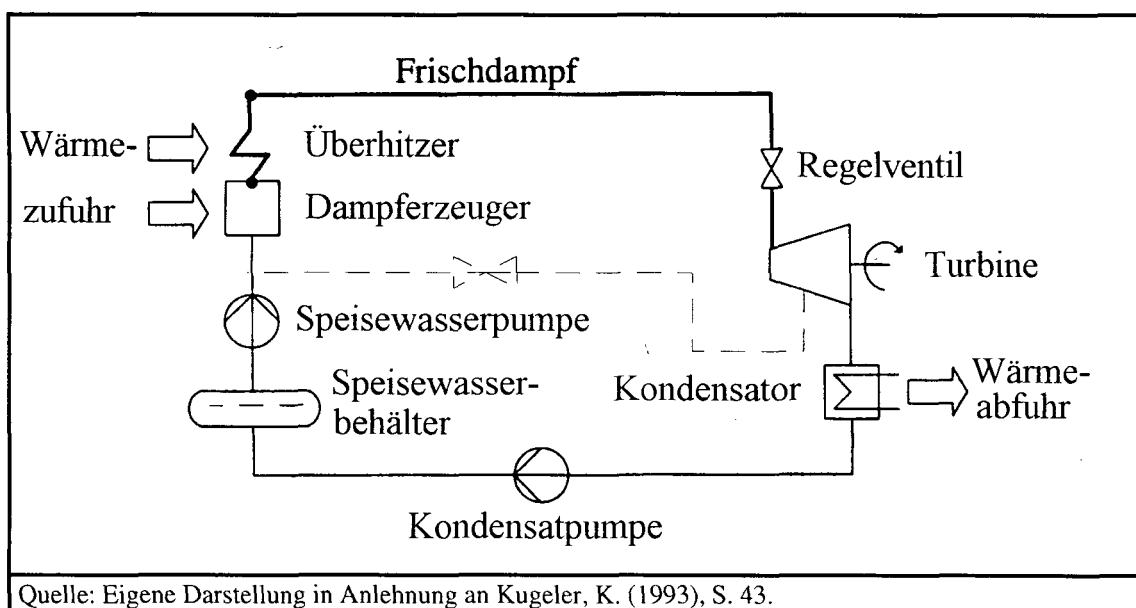 Frischdampf
Wärme-
zufuhr
Überhitzer
Dampferzeuger
Regelventil
Turbine
Speisewasserpumpe
Speisewasser-
behälter
Kondensator
Wärme-
abfuhr
Kondensatpumpe
Quelle: Eigene Darstellung in Anlehnung an Kugeler, K. (1993), S. 43.